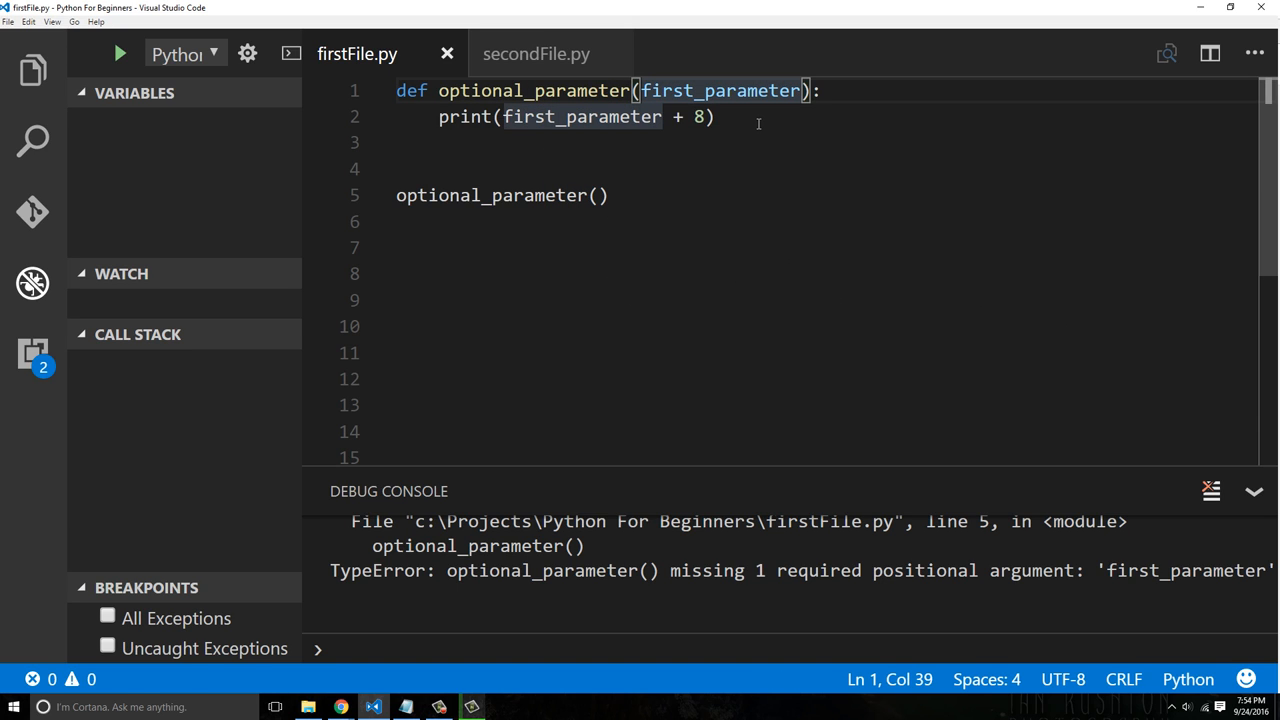 firstFile.py - Python For Beginners - Visual Studio Code
File Edit View Go Help
Pythor
firstFile.py
secondFile.py
VARIABLES
WATCH
CALL STACK
2
BREAKPOINTS
All Exceptions
Uncaught Exceptions
1 def optional_parameter(first_parameter):
2 print(first_parameter + 8)
3
4
5 optional_parameter()
6
7
8
9
10
11
12
13
14
15
DEBUG CONSOLE
File "c:\Projects\Python For Beginners\firstFile.py", line 5, in <module>
optional_parameter()
TypeError: optional_parameter() missing 1 required positional argument: 'first_parameter'
0 0
Ln 1, Col 39 Spaces: 4 UTF-8 CRLF Python
I'm Cortana. Ask me anything.
7:54 PM
9/24/2016